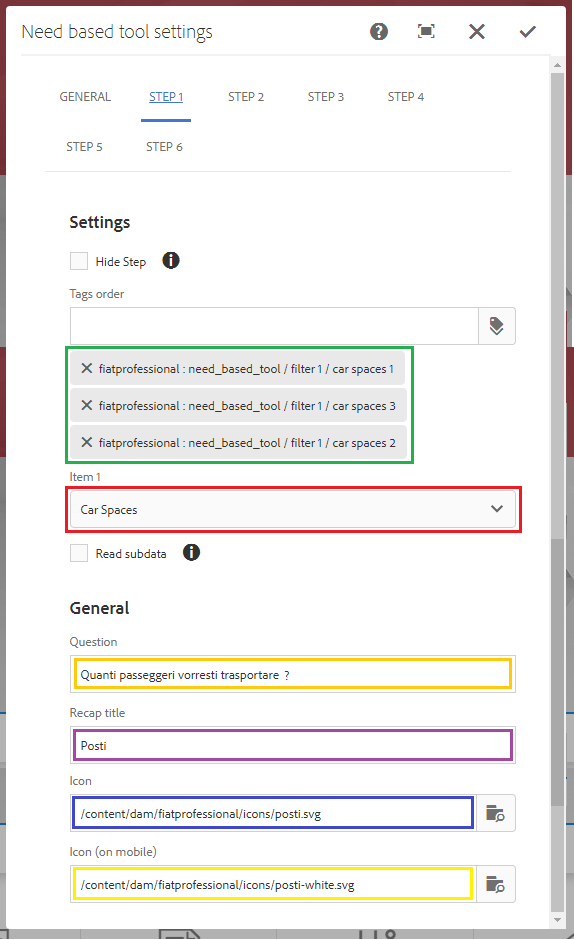 Need based tool settings
GENERAL STEP 1 STEP 2 STEP 3 STEP 4
STEP 5 STEP 6
Settings
Hide Step
Tags order
fiatprofessional : need_based_tool / filter 1 / car spaces 1
fiatprofessional : need_based_tool / filter 1 / car spaces 3
fiatprofessional : need_based_tool / filter 1 / car spaces 2
Item 1
Car Spaces
Read subdata
General
Question
Quanti passeggeri vorresti trasportare ?
Recap title
Posti
Icon
/content/dam/fiatprofessional/icons/posti.svg
Icon (on mobile)
/content/dam/fiatprofessional/icons/posti-white.svg